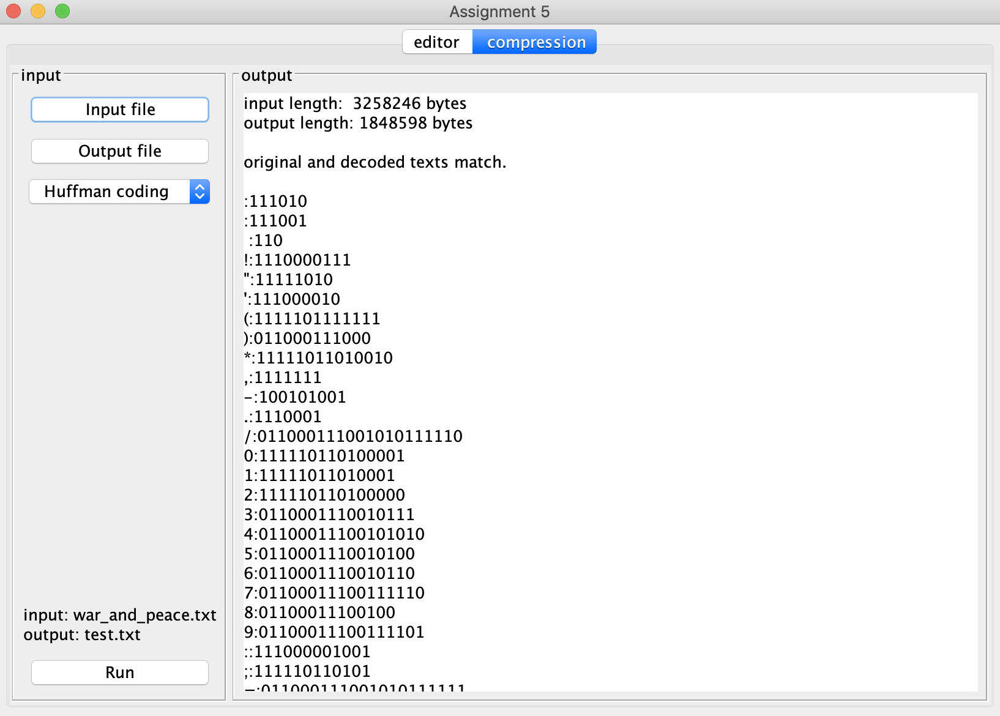 Assignment 5
editor compression
input
Input file
Output file
Huffman coding
input: war_and_peace.txt
output: test.txt
Run
output
input length:  3258246 bytes
output length: 1848598 bytes
original and decoded texts match.
:111010
:111001
 :110
!:1110000111
":11111010
':111000010
(:1111101111111
):011000111000
*:11111011010010
,:1111111
-:100101001
.:1110001
/:011000111001010111110
0:111110110100001
1:11111011010001
2:111110110100000
3:0110001110010111
4:01100011100101010
5:0110001110010100
6:0110001110010110
7:01100011100111110
8:01100011100100
9:01100011100111101
::111000001001
;:111110110101
=:011000111001010111111